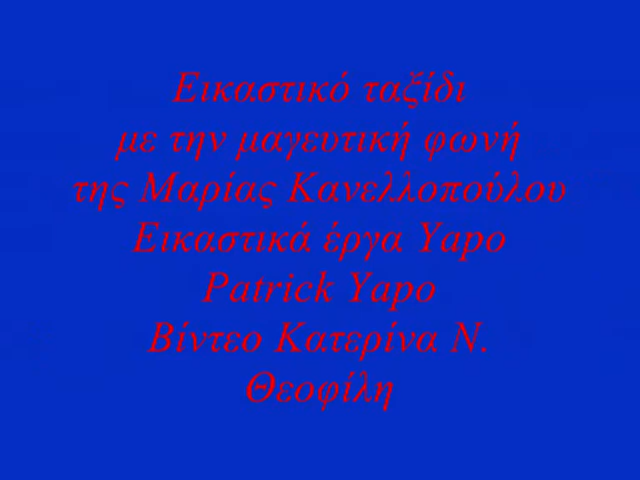 Εικαστικό ταξίδι
με την μαγευτική φωνή
της Μαρίας Κανελλοπούλου
Εικαστικά έργα Yapo
Patrick Yapo
Βίντεο Κατερίνα Ν.
Θεοφίλη